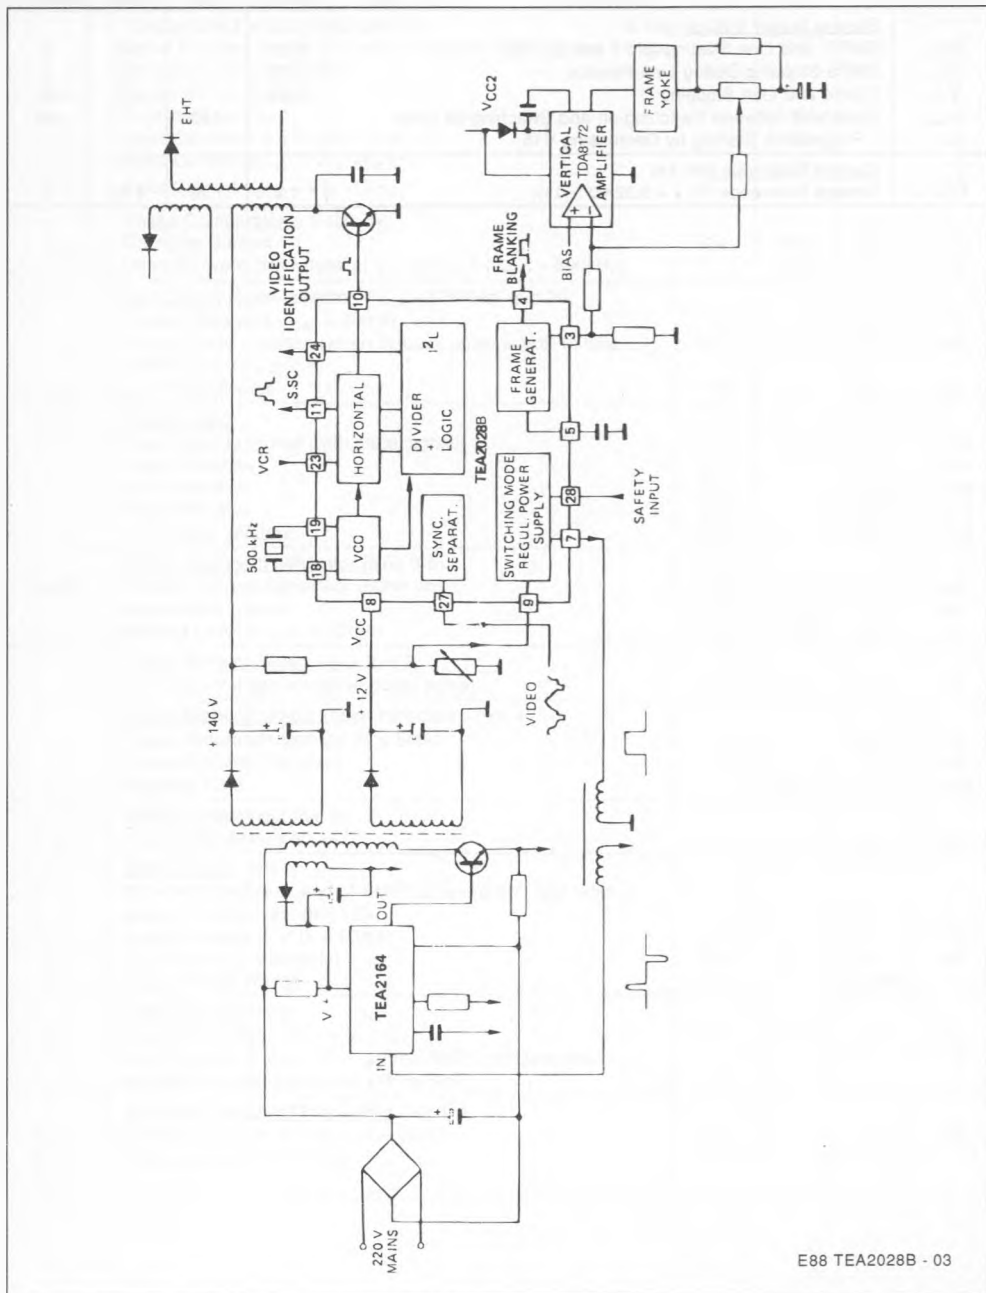 220 V
MAINS
IN
TEA2164
OUT
V +
+
+
+ 140 V
+
+ 12 V
+
V CC
8
18
19
500 kHz
VCO
23
VCR
11
S.SC
24
VIDEO
IDENTIFICATION
OUTPUT
10
EHT
HORIZONTAL
DIVIDER
+
LOGIC
I²L
TEA2028B
27
SYNC.
SEPARAT.
VIDEO
9
SWITCHING MODE
REGUL. POWER
SUPPLY
7
28
SAFETY
INPUT
5
FRAME
GENERAT.
4
FRAME
BLANKING
3
BIAS
+
−
VERTICAL
TDA8172
AMPLIFIER
V CC2
FRAME
YOKE
E88 TEA2028B - 03